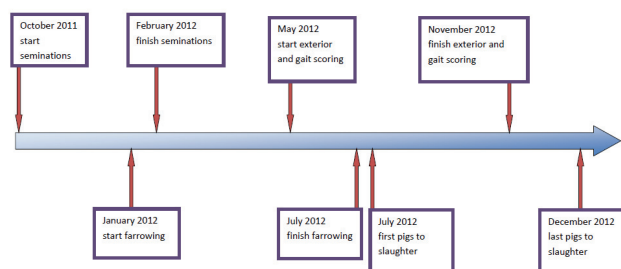 October 2011
start
seminations
February 2012
finish seminations
May 2012
start exterior
and gait scoring
November 2012
finish exterior and
gait scoring
January 2012
start farrowing
July 2012
finish farrowing
July 2012
first pigs to
slaughter
December 2012
last pigs to
slaughter